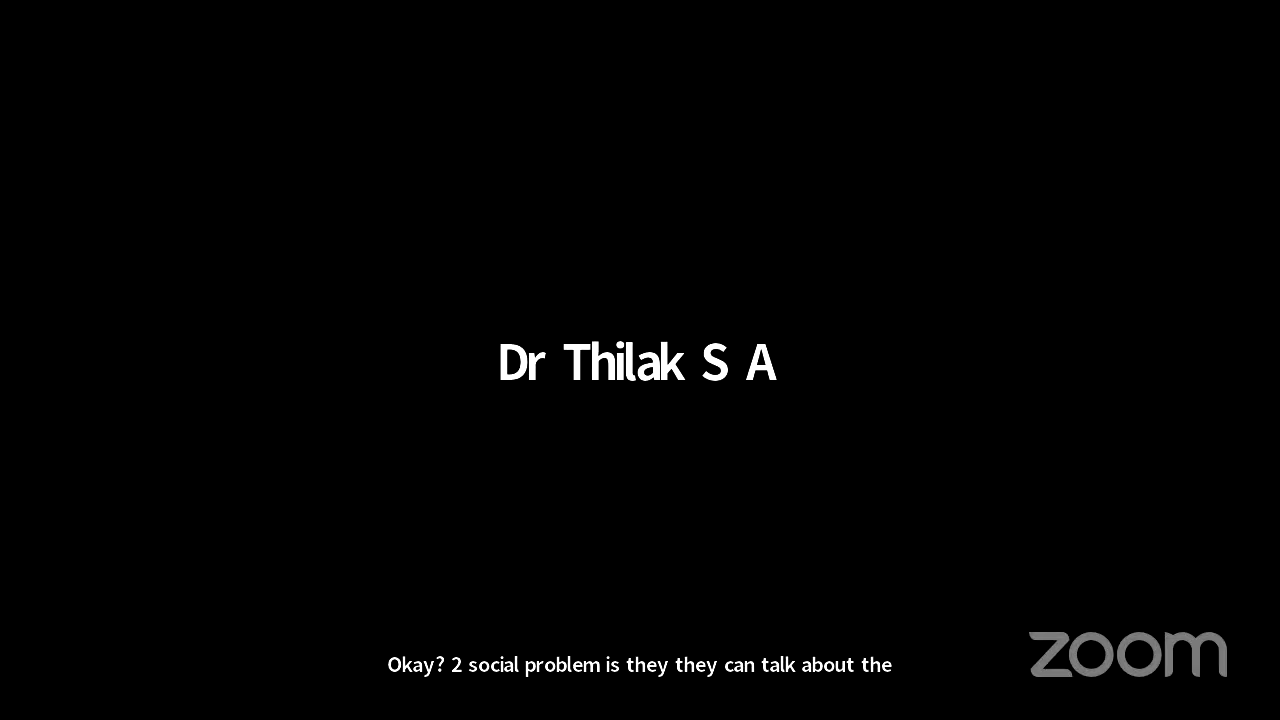 Dr Thilak S A
Okay? 2 social problem is they they can talk about the
zoom